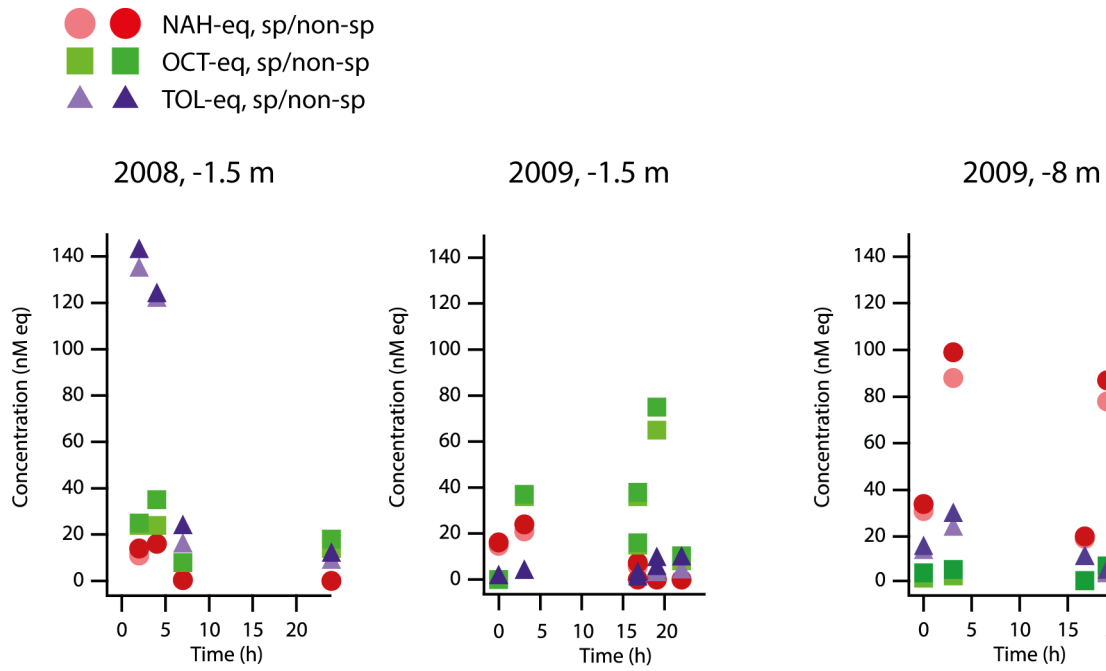 NAH-eq, sp/non-sp
OCT-eq, sp/non-sp
TOL-eq, sp/non-sp
2008, -1.5 m
2009, -1.5 m
2009, -8 m
Concentration (nM eq)
140
120
100
80
60
40
20
0
0 5 10 15 20
Time (h)
Concentration (nM eq)
140
120
100
80
60
40
20
0
0 5 10 15 20
Time (h)
Concentration (nM eq)
140
120
100
80
60
40
20
0
0 5 10 15
Time (h)